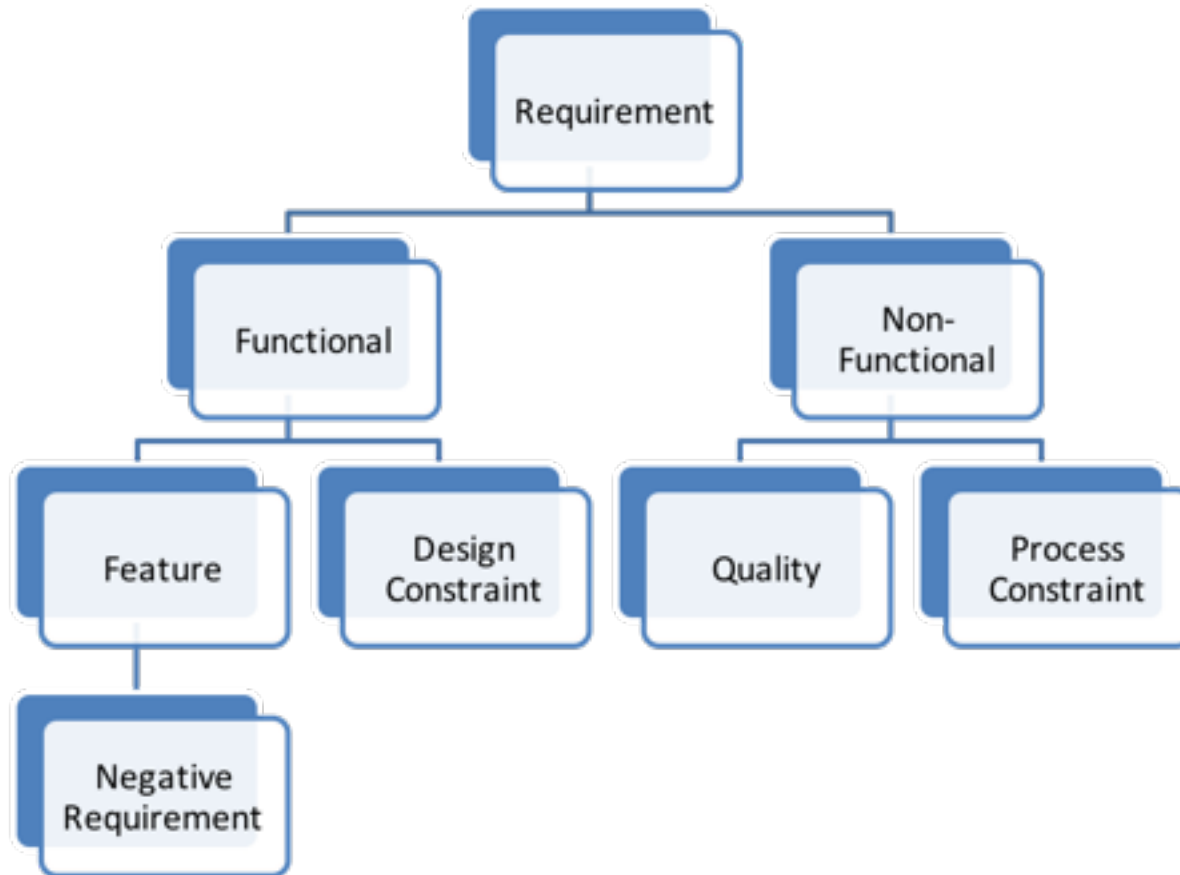 Requirement
Functional
Non-
Functional
Feature
Design
Constraint
Quality
Process
Constraint
Negative
Requirement